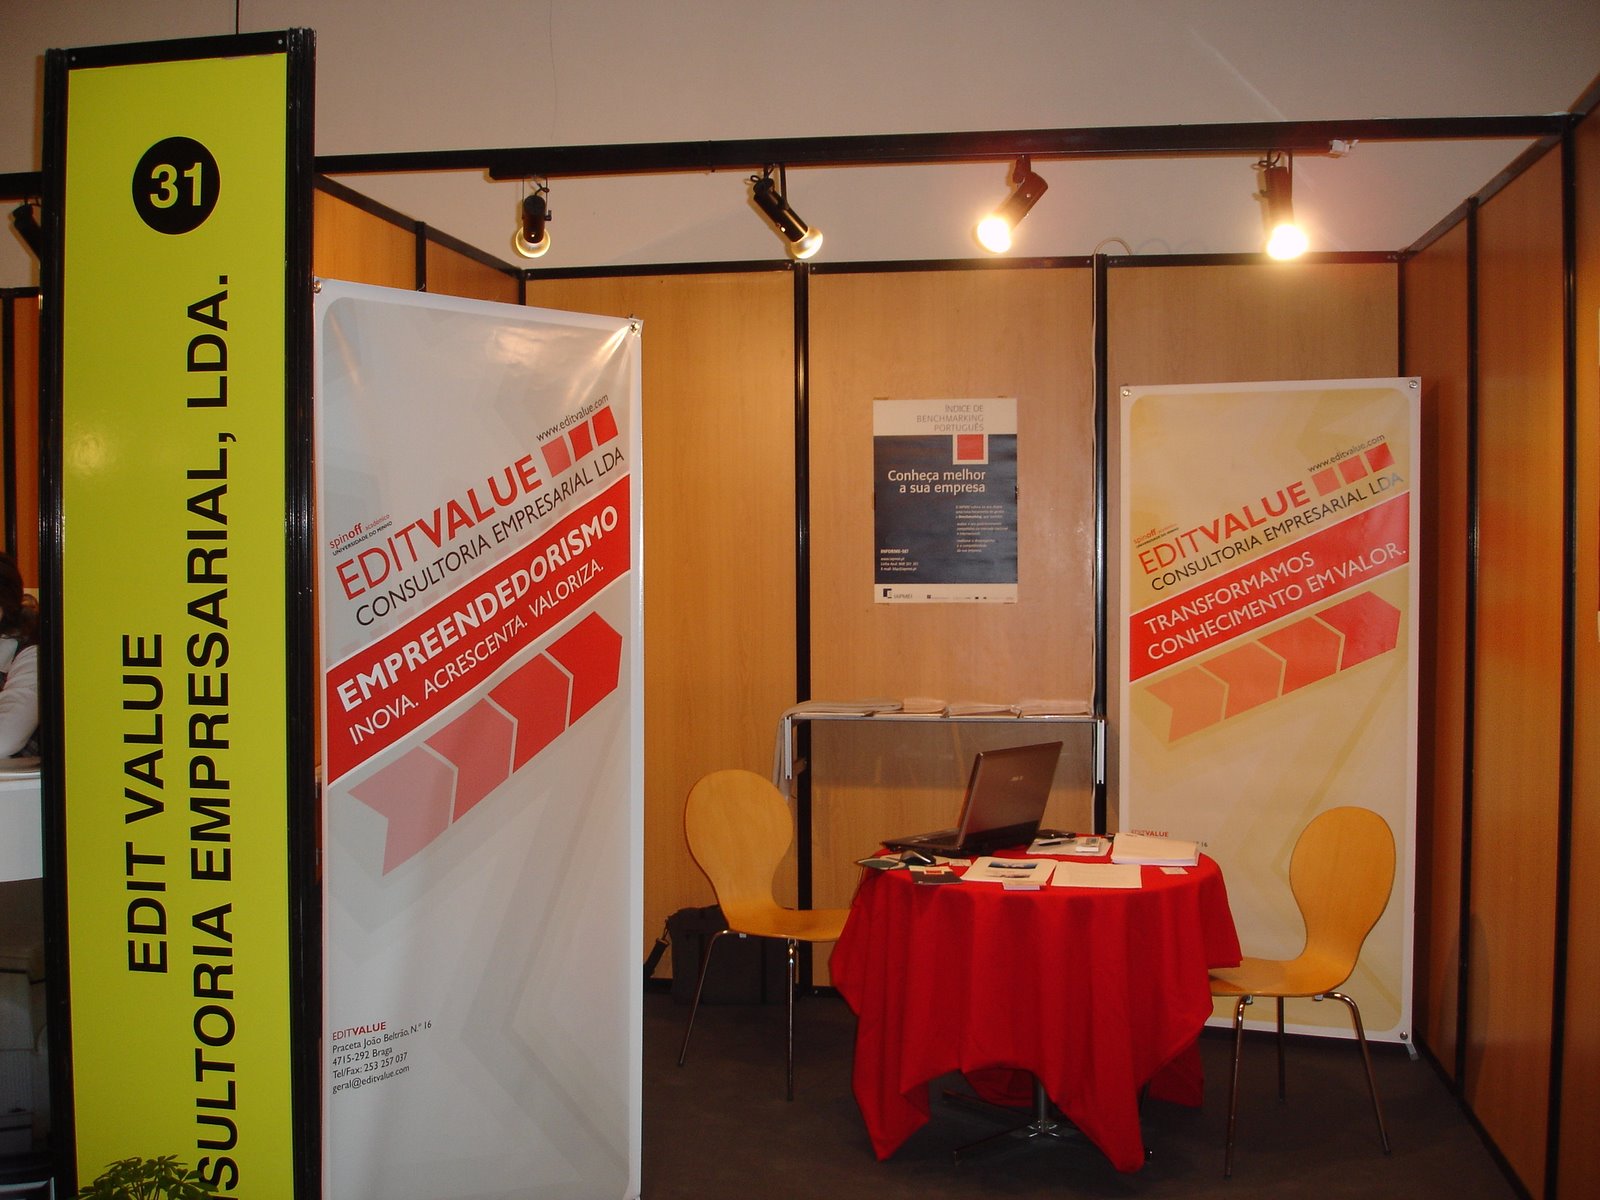 31
EDIT VALUE
SULTORIA EMPRESARIAL, LDA.
www.editvalue.com
spinoff académico
UNIVERSIDADE DO MINHO
EDITVALUE
CONSULTORIA EMPRESARIAL LDA
EMPREENDEDORISMO
INOVA. ACRESCENTA. VALORIZA.
EDITVALUE
Praceta João Beltrão, N.º 16
4715-292 Braga
Tel/Fax: 253 257 037
geral@editvalue.com
ÍNDICE DE
BENCHMARKING
PORTUGUÊS
Conheça melhor
a sua empresa
IAPMEI
www.editvalue.com
spinoff
EDITVALUE
CONSULTORIA EMPRESARIAL LDA
TRANSFORMAMOS
CONHECIMENTO EM VALOR.
EDITVALUE
16